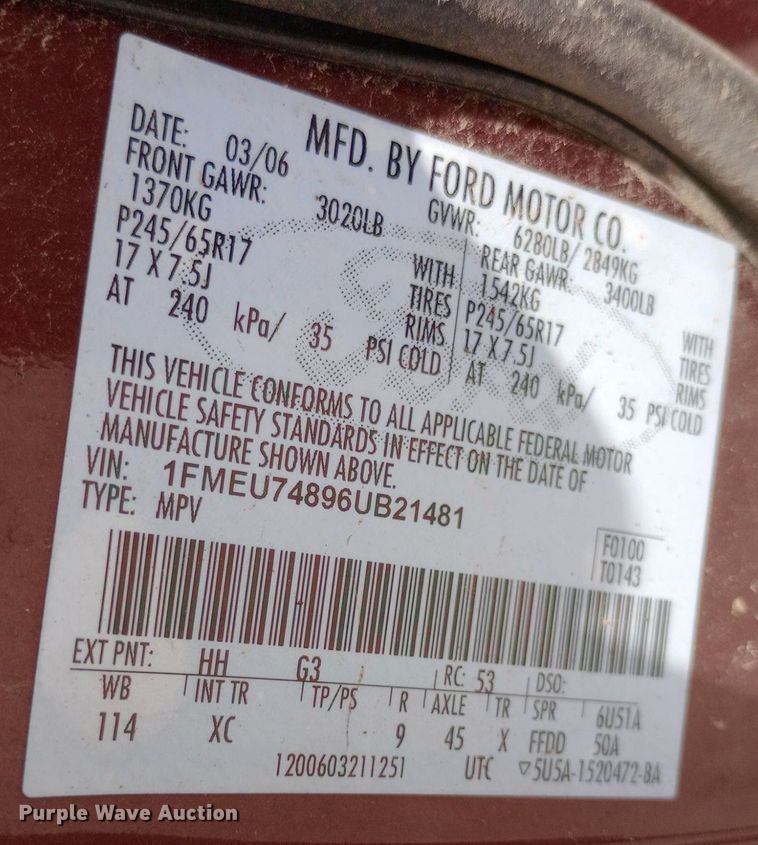 MFD. BY FORD MOTOR CO.
DATE: 03/06 GVWR: 6280LB/ 2849KG
FRONT GAWR: 3020LB REAR GAWR: 3400LB
1370KG WITH 1542KG WITH
P245/65R17 TIRES P245/65R17 TIRES
17 X 7.5J RIMS 17 X 7.5J RIMS
AT 240 kPa/ 35 PSI COLD AT 240 kPa/ 35 PSI COLD
THIS VEHICLE CONFORMS TO ALL APPLICABLE FEDERAL MOTOR
VEHICLE SAFETY STANDARDS IN EFFECT ON THE DATE OF
MANUFACTURE SHOWN ABOVE.
VIN: 1FMEU74896UB21481
TYPE: MPV
F0100
T0143
EXT PNT: HH G3 RC: 53 DSO:
WB INT TR TP/PS R AXLE TR SPR 6U51A
114 XC 9 45 X FFDD 50A
1200603211251 UTC ▽5U5A-1520472-BA
Purple Wave Auction